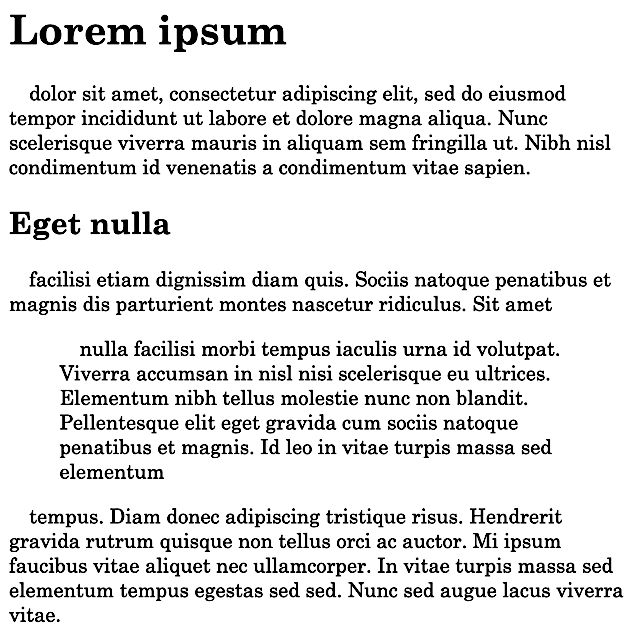 Lorem ipsum
dolor sit amet, consectetur adipiscing elit, sed do eiusmod
tempor incididunt ut labore et dolore magna aliqua. Nunc
scelerisque viverra mauris in aliquam sem fringilla ut. Nibh nisl
condimentum id venenatis a condimentum vitae sapien.
Eget nulla
facilisi etiam dignissim diam quis. Sociis natoque penatibus et
magnis dis parturient montes nascetur ridiculus. Sit amet
nulla facilisi morbi tempus iaculis urna id volutpat.
Viverra accumsan in nisl nisi scelerisque eu ultrices.
Elementum nibh tellus molestie nunc non blandit.
Pellentesque elit eget gravida cum sociis natoque
penatibus et magnis. Id leo in vitae turpis massa sed
elementum
tempus. Diam donec adipiscing tristique risus. Hendrerit
gravida rutrum quisque non tellus orci ac auctor. Mi ipsum
faucibus vitae aliquet nec ullamcorper. In vitae turpis massa sed
elementum tempus egestas sed sed. Nunc sed augue lacus viverra
vitae.